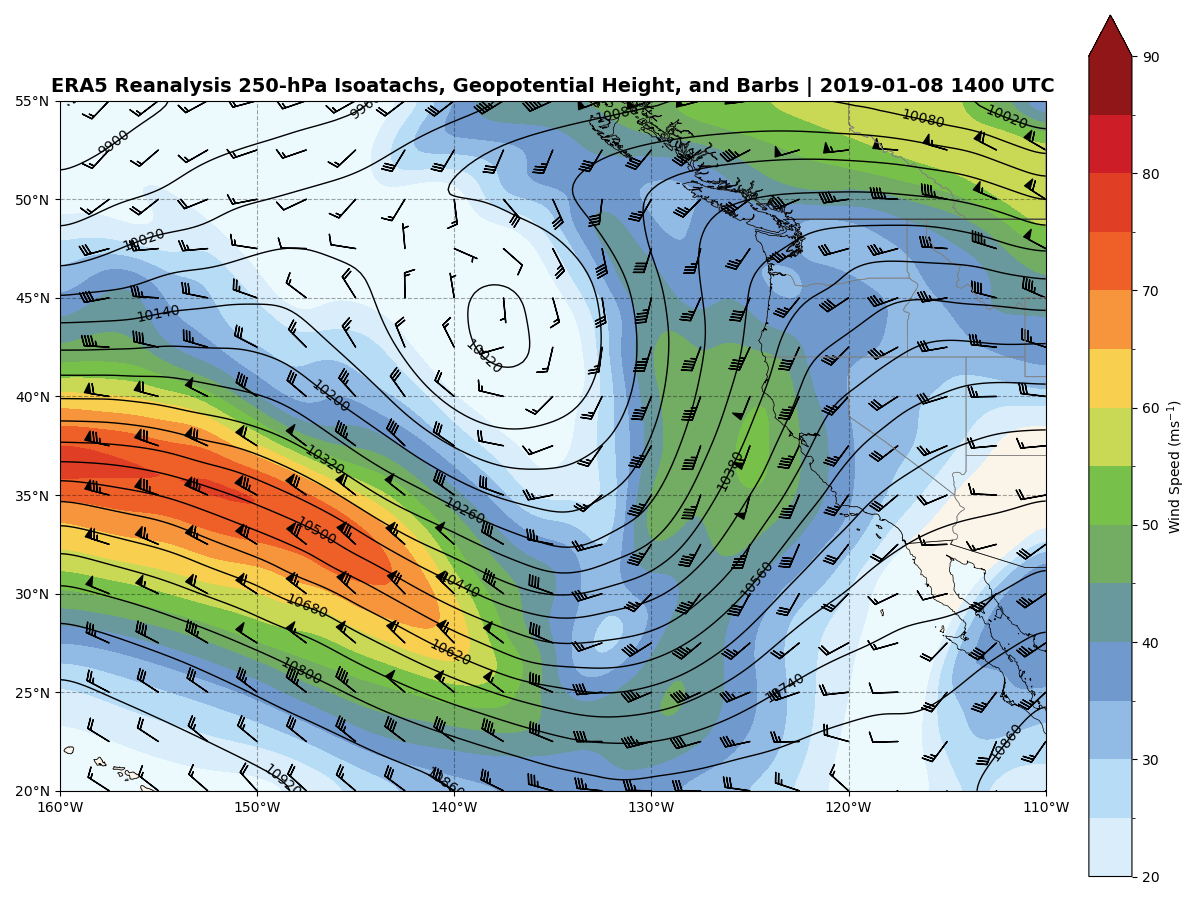 ERA5 Reanalysis 250-hPa Isoatachs, Geopotential Height, and Barbs | 2019-01-08 1400 UTC
55°N
50°N
45°N
40°N
35°N
30°N
25°N
20°N
160°W
150°W
140°W
130°W
120°W
110°W
9900
996
10080
10080
10020
10020
10140
10020
10200
10320
10260
10380
10500
10440
10560
10680
10620
10800
10740
10860
10920
10860
90
80
70
60
50
40
30
20
Wind Speed (ms⁻¹)